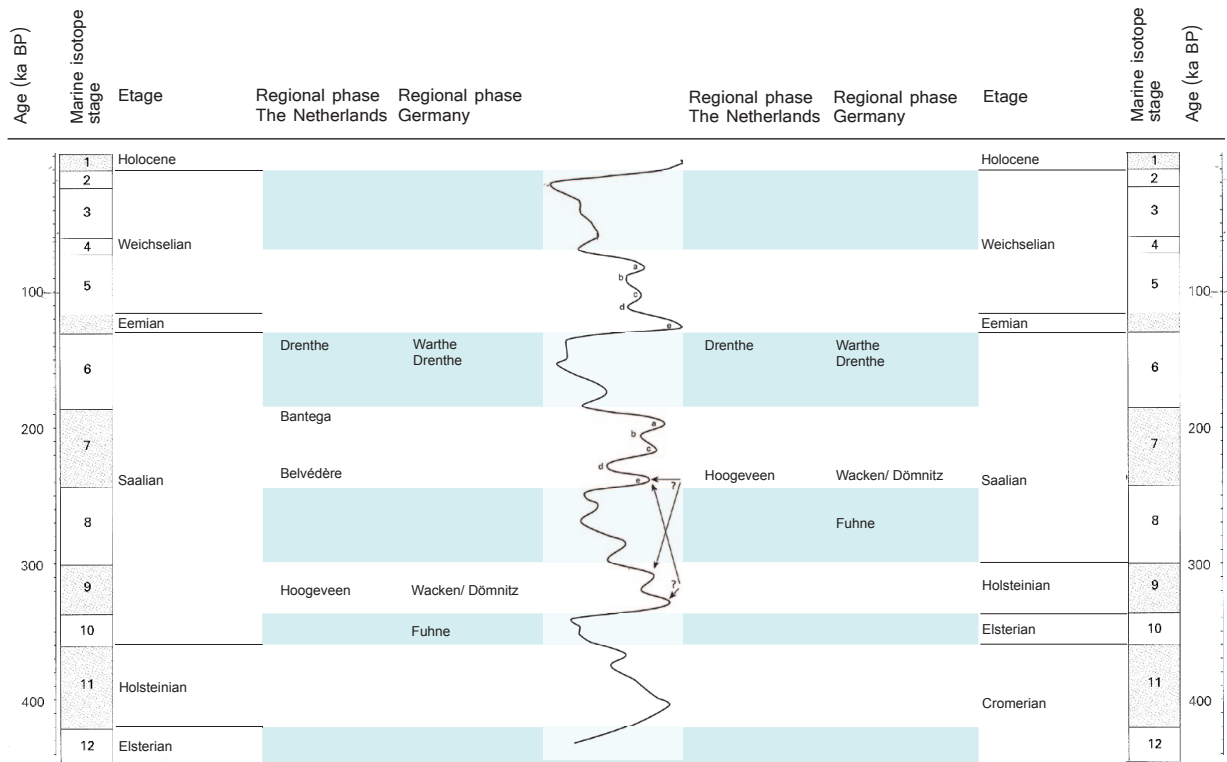 Age (ka BP)
Marine isotope
stage
Etage
Regional phase
The Netherlands
Regional phase
Germany
Regional phase
The Netherlands
Regional phase
Germany
Etage
Marine isotope
stage
Age (ka BP)
1
Holocene
Holocene
1
2
2
3
3
4
Weichselian
Weichselian
4
a
b
5
c
5
100
100
d
Eemian
e
Eemian
Drenthe
Warthe
Drenthe
Warthe
Drenthe
Drenthe
6
6
Bantega
a
200
b
200
7
c
7
d
Belvédère
Hoogeveen
Wacken/ Dömnitz
Saalian
e
?
Saalian
8
Fuhne
8
300
300
9
Hoogeveen
Wacken/ Dömnitz
?
Holsteinian
9
10
Fuhne
Elsterian
10
11
Holsteinian
11
400
Cromerian
400
12
Elsterian
12